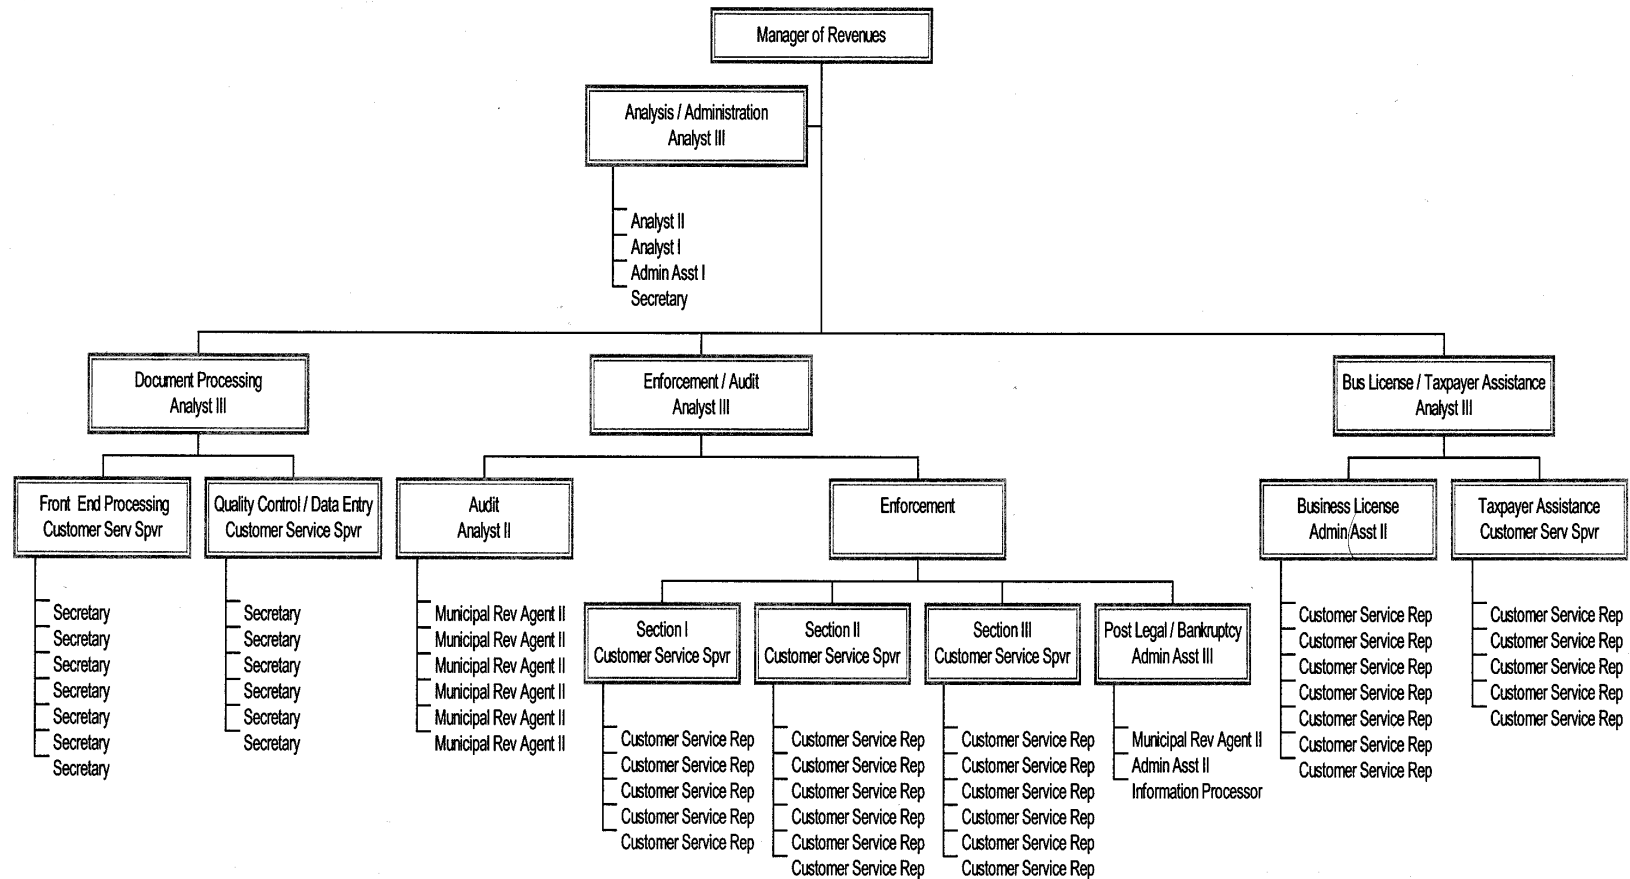 Manager of Revenues
Analysis / Administration
Analyst III
Analyst II
Analyst I
Admin Asst I
Secretary
Document Processing
Analyst III
Enforcement / Audit
Analyst III
Bus License / Taxpayer Assistance
Analyst III
Front End Processing
Customer Serv Spvr
Secretary
Secretary
Secretary
Secretary
Secretary
Secretary
Secretary
Quality Control / Data Entry
Customer Service Spvr
Secretary
Secretary
Secretary
Secretary
Secretary
Secretary
Audit
Analyst II
Municipal Rev Agent II
Municipal Rev Agent II
Municipal Rev Agent II
Municipal Rev Agent II
Municipal Rev Agent II
Municipal Rev Agent II
Enforcement
Section I
Customer Service Spvr
Customer Service Rep
Customer Service Rep
Customer Service Rep
Customer Service Rep
Customer Service Rep
Section II
Customer Service Spvr
Customer Service Rep
Customer Service Rep
Customer Service Rep
Customer Service Rep
Customer Service Rep
Customer Service Rep
Section III
Customer Service Spvr
Customer Service Rep
Customer Service Rep
Customer Service Rep
Customer Service Rep
Customer Service Rep
Customer Service Rep
Post Legal / Bankruptcy
Admin Asst III
Municipal Rev Agent II
Admin Asst II
Information Processor
Business License
Admin Asst II
Customer Service Rep
Customer Service Rep
Customer Service Rep
Customer Service Rep
Customer Service Rep
Customer Service Rep
Customer Service Rep
Taxpayer Assistance
Customer Serv Spvr
Customer Service Rep
Customer Service Rep
Customer Service Rep
Customer Service Rep
Customer Service Rep